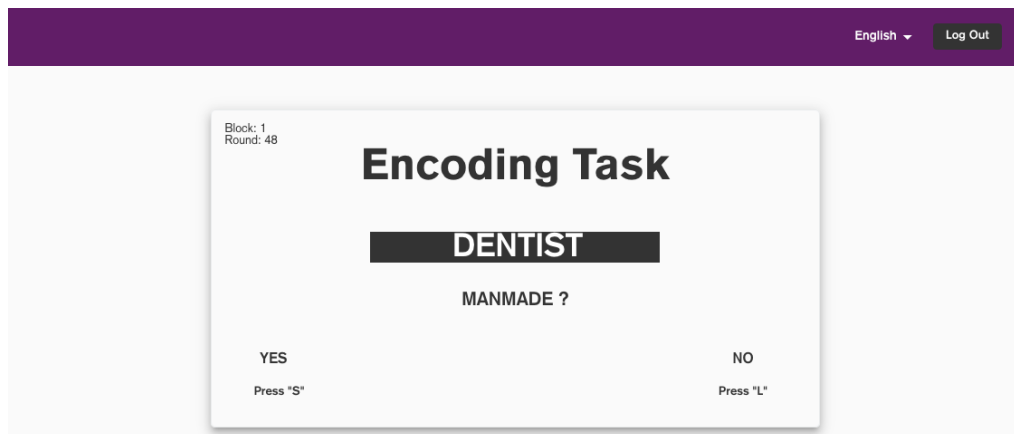 English Log Out
Block: 1
Round: 48
Encoding Task
DENTIST
MANMADE ?
YES NO
Press "S" Press "L"